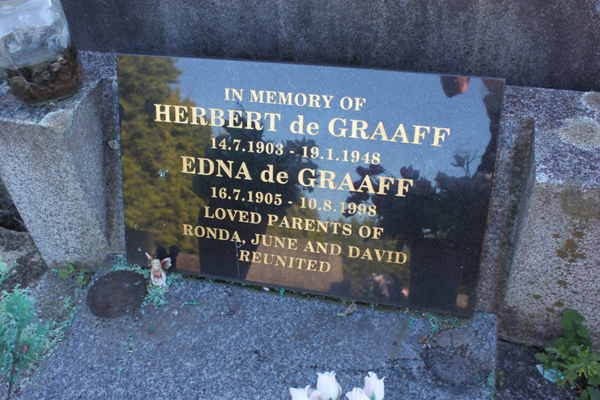 IN MEMORY OF
HERBERT de GRAAFF
14.7.1903 - 19.1.1948
EDNA de GRAAFF
16.7.1905 - 10.8.1998
LOVED PARENTS OF
RONDA, JUNE AND DAVID
REUNITED